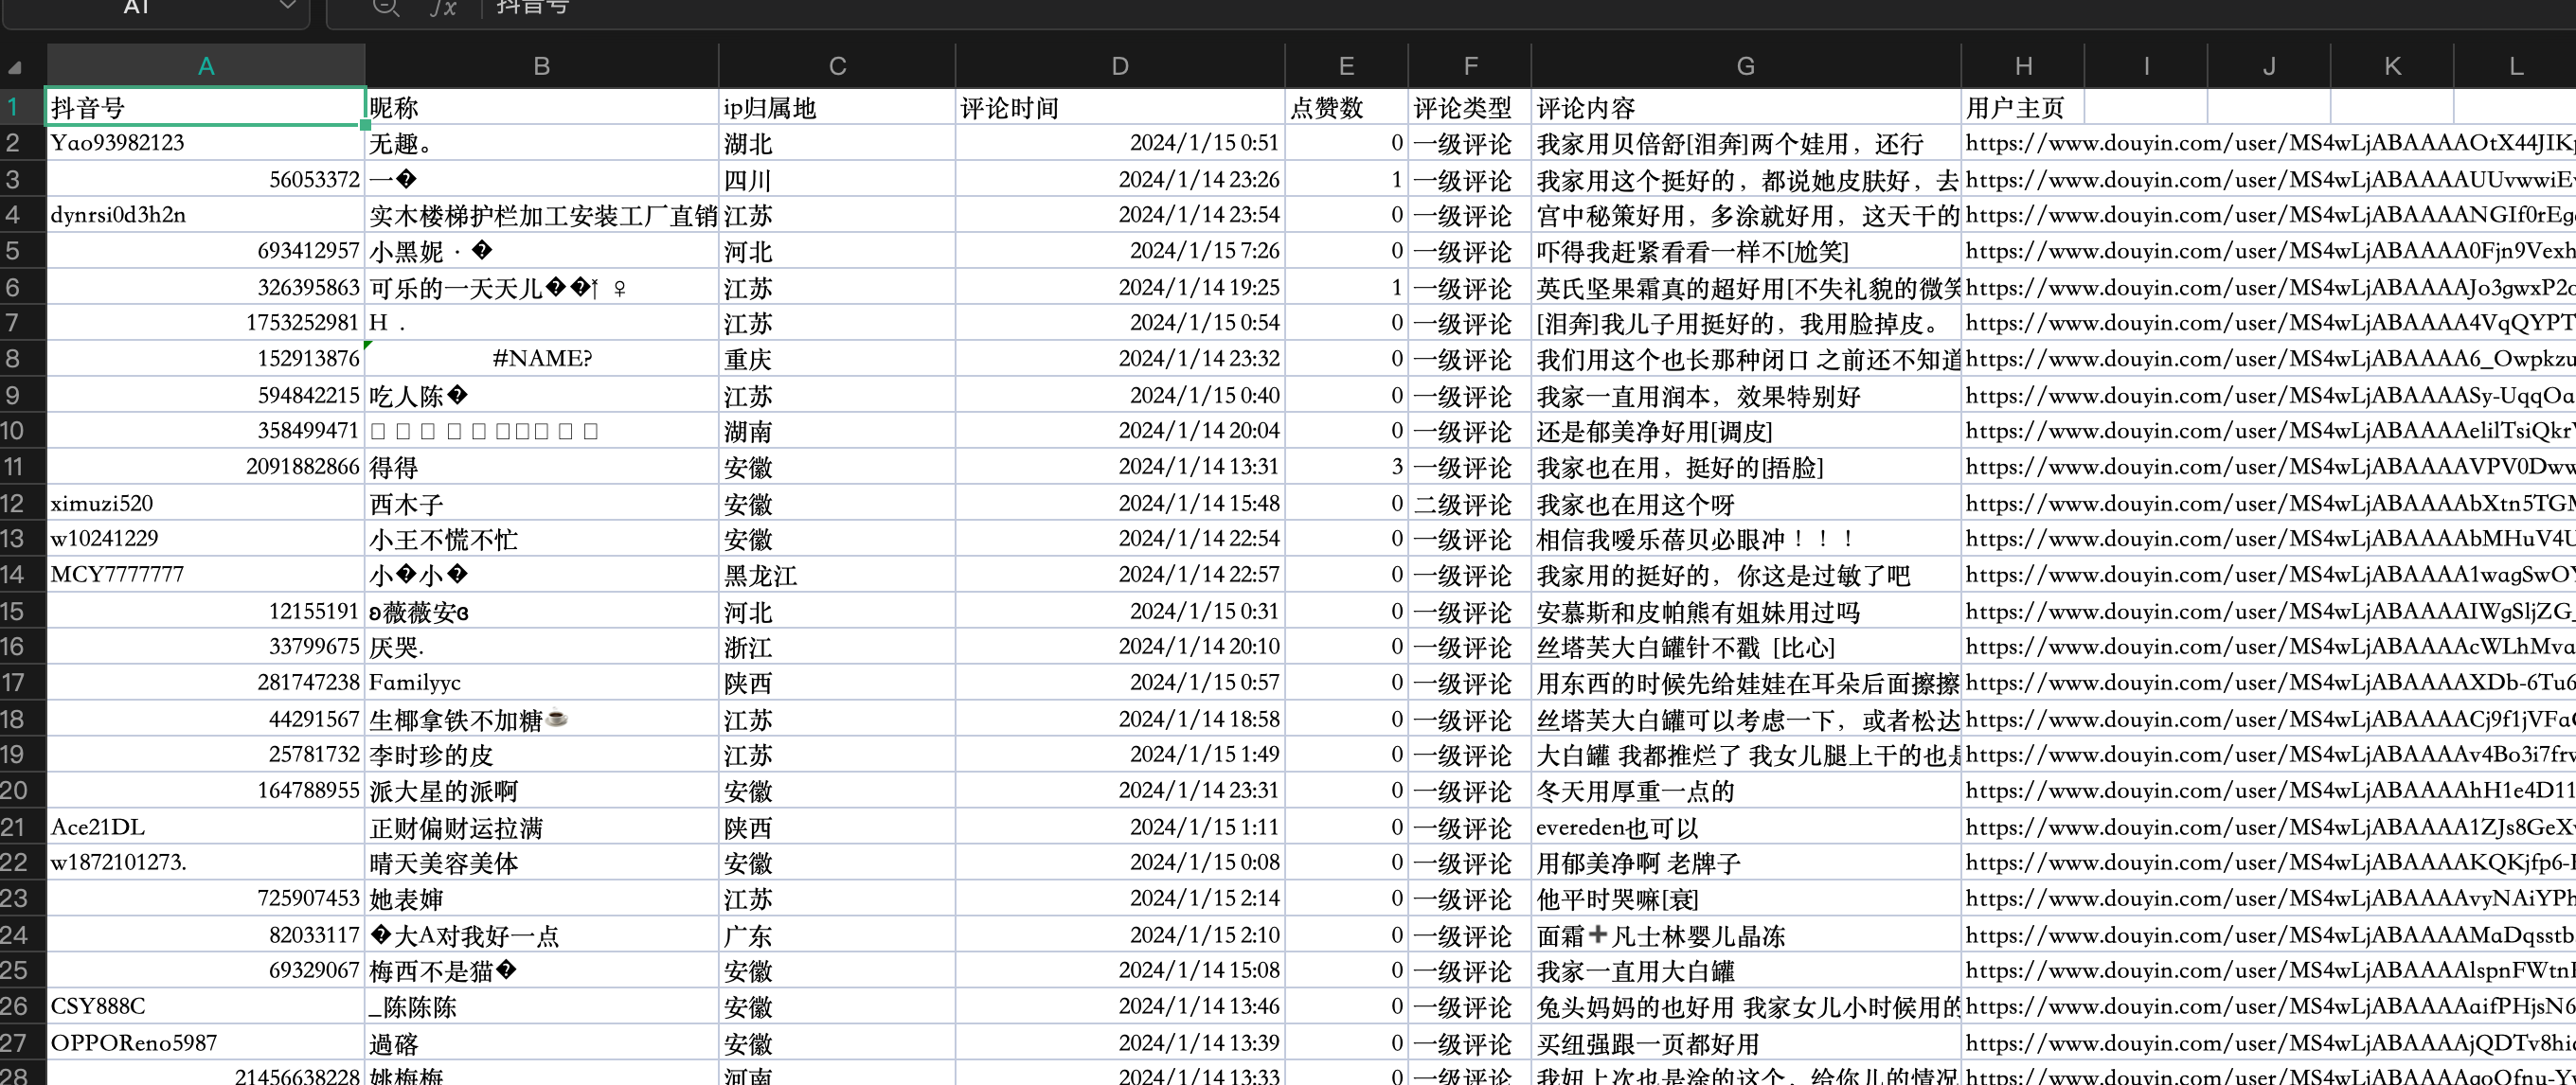 A1 fx 抖音号
A B C D E F G H I J K L
1 抖音号 昵称 ip归属地 评论时间 点赞数 评论类型 评论内容 用户主页
2 Yao93982123 无趣。 湖北 2024/1/15 0:51 0 一级评论 我家用贝倍舒[泪奔]两个娃用，还行 https://www.douyin.com/user/MS4wLjABAAAAOtX44JIK
3 56053372 一� 四川 2024/1/14 23:26 1 一级评论 我家用这个挺好的，都说她皮肤好，去 https://www.douyin.com/user/MS4wLjABAAAAUUvwwiE
4 dynrsi0d3h2n 实木楼梯护栏加工安装工厂直销 江苏 2024/1/14 23:54 0 一级评论 宫中秘策好用，多涂就好用，这天干的 https://www.douyin.com/user/MS4wLjABAAAANGIf0rEg
5 693412957 小黑妮 · � 河北 2024/1/15 7:26 0 一级评论 吓得我赶紧看看一样不[尬笑] https://www.douyin.com/user/MS4wLjABAAAA0Fjn9Vexh
6 326395863 可乐的一天天儿�� ♀ 江苏 2024/1/14 19:25 1 一级评论 英氏坚果霜真的超好用[不失礼貌的微笑 https://www.douyin.com/user/MS4wLjABAAAAJo3gwxP2
7 1753252981 H . 江苏 2024/1/15 0:54 0 一级评论 [泪奔]我儿子用挺好的，我用脸掉皮。 https://www.douyin.com/user/MS4wLjABAAAA4VqQYPT
8 152913876 #NAME? 重庆 2024/1/14 23:32 0 一级评论 我们用这个也长那种闭口 之前还不知道 https://www.douyin.com/user/MS4wLjABAAAA6_Owpkzu
9 594842215 吃人陈� 江苏 2024/1/15 0:40 0 一级评论 我家一直用润本，效果特别好 https://www.douyin.com/user/MS4wLjABAAAASy-UqqOa
10 358499471 湖南 2024/1/14 20:04 0 一级评论 还是郁美净好用[调皮] https://www.douyin.com/user/MS4wLjABAAAAelilTsiQkr
11 2091882866 得得 安徽 2024/1/14 13:31 3 一级评论 我家也在用，挺好的[捂脸] https://www.douyin.com/user/MS4wLjABAAAAVPV0Dww
12 ximuzi520 西木子 安徽 2024/1/14 15:48 0 二级评论 我家也在用这个呀 https://www.douyin.com/user/MS4wLjABAAAAbXtn5TG
13 w10241229 小王不慌不忙 安徽 2024/1/14 22:54 0 一级评论 相信我嗳乐蓓贝必眼冲！！！ https://www.douyin.com/user/MS4wLjABAAAAbMHuV4U
14 MCY7777777 小�小� 黑龙江 2024/1/14 22:57 0 一级评论 我家用的挺好的，你这是过敏了吧 https://www.douyin.com/user/MS4wLjABAAAA1wagSwO
15 12155191 ʚ薇薇安ɞ 河北 2024/1/15 0:31 0 一级评论 安慕斯和皮帕熊有姐妹用过吗 https://www.douyin.com/user/MS4wLjABAAAAIWgSljZG_
16 33799675 厌哭. 浙江 2024/1/14 20:10 0 一级评论 丝塔芙大白罐针不戳 [比心] https://www.douyin.com/user/MS4wLjABAAAAcWLhMva
17 281747238 Familyyc 陕西 2024/1/15 0:57 0 一级评论 用东西的时候先给娃娃在耳朵后面擦擦 https://www.douyin.com/user/MS4wLjABAAAAXDb-6Tu6
18 44291567 生椰拿铁不加糖☕ 江苏 2024/1/14 18:58 0 一级评论 丝塔芙大白罐可以考虑一下，或者松达 https://www.douyin.com/user/MS4wLjABAAAACj9f1jVFa
19 25781732 李时珍的皮 江苏 2024/1/15 1:49 0 一级评论 大白罐 我都推烂了 我女儿腿上干的也是 https://www.douyin.com/user/MS4wLjABAAAAv4Bo3i7frv
20 164788955 派大星的派啊 安徽 2024/1/14 23:31 0 一级评论 冬天用厚重一点的 https://www.douyin.com/user/MS4wLjABAAAAhH1e4D11
21 Ace21DL 正财偏财运拉满 陕西 2024/1/15 1:11 0 一级评论 evereden也可以 https://www.douyin.com/user/MS4wLjABAAAA1ZJs8GeX
22 w1872101273. 晴天美容美体 安徽 2024/1/15 0:08 0 一级评论 用郁美净啊 老牌子 https://www.douyin.com/user/MS4wLjABAAAAKQKjfp6-
23 725907453 她表婶 江苏 2024/1/15 2:14 0 一级评论 他平时哭嘛[衰] https://www.douyin.com/user/MS4wLjABAAAAvyNAiYPh
24 82033117 �大A对我好一点 广东 2024/1/15 2:10 0 一级评论 面霜➕凡士林婴儿晶冻 https://www.douyin.com/user/MS4wLjABAAAAMaDqsstb
25 69329067 梅西不是猫� 安徽 2024/1/14 15:08 0 一级评论 我家一直用大白罐 https://www.douyin.com/user/MS4wLjABAAAAlspnFWtn
26 CSY888C _陈陈陈 安徽 2024/1/14 13:46 0 一级评论 兔头妈妈的也好用 我家女儿小时候用的 https://www.douyin.com/user/MS4wLjABAAAAaifPHjsN6
27 OPPOReno5987 過 安徽 2024/1/14 13:39 0 一级评论 买纽强跟一页都好用 https://www.douyin.com/user/MS4wLjABAAAAjQDTv8hi
28 21456638228 姚梅梅 河南 2024/1/14 13:33 0 一级评论 我妞上次也是涂的这个，给你儿的情况 https://www.douyin.com/user/MS4wLjABAAAAgoOfnu-Y